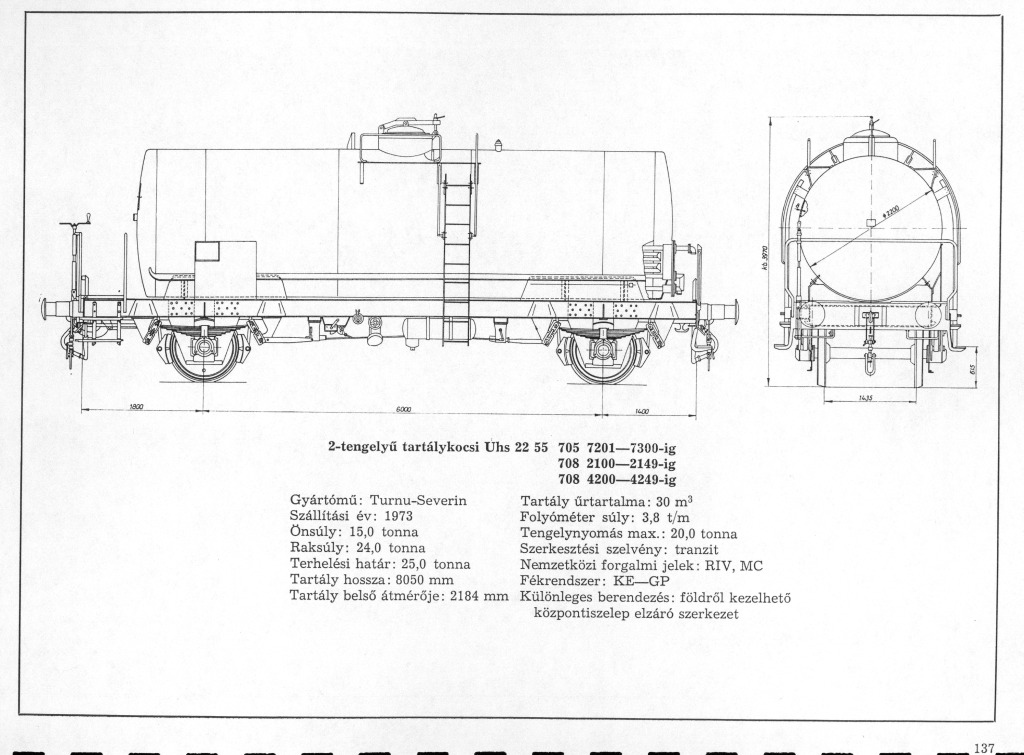 ⌀2200
kb. 3970
615
1435
1800
6000
1400
2-tengelyű tartálykocsi Uhs 22 55 705 7201—7300-ig
708 2100—2149-ig
708 4200—4249-ig
Gyártómű: Turnu-Severin
Szállítási év: 1973
Önsúly: 15,0 tonna
Raksúly: 24,0 tonna
Terhelési határ: 25,0 tonna
Tartály hossza: 8050 mm
Tartály belső átmérője: 2184 mm
Tartály űrtartalma: 30 m³
Folyóméter súly: 3,8 t/m
Tengelynyomás max.: 20,0 tonna
Szerkesztési szelvény: tranzit
Nemzetközi forgalmi jelek: RIV, MC
Fékrendszer: KE—GP
Különleges berendezés: földről kezelhető
központiszelep elzáró szerkezet
137